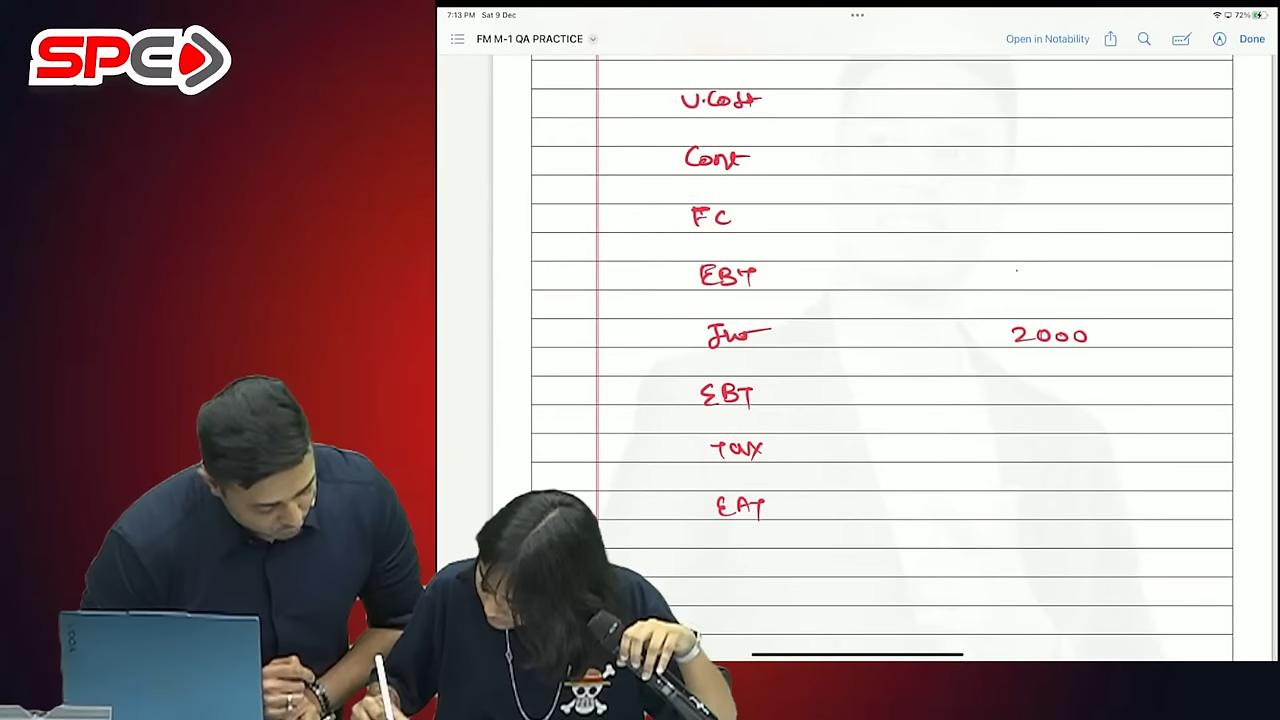 SPC
7:13 PM Sat 9 Dec
72%
FM M-1 QA PRACTICE
Open in Notability
Done
V.Cost
Cont
FC
EBT
Int 2000
EBT
Tax
EAT